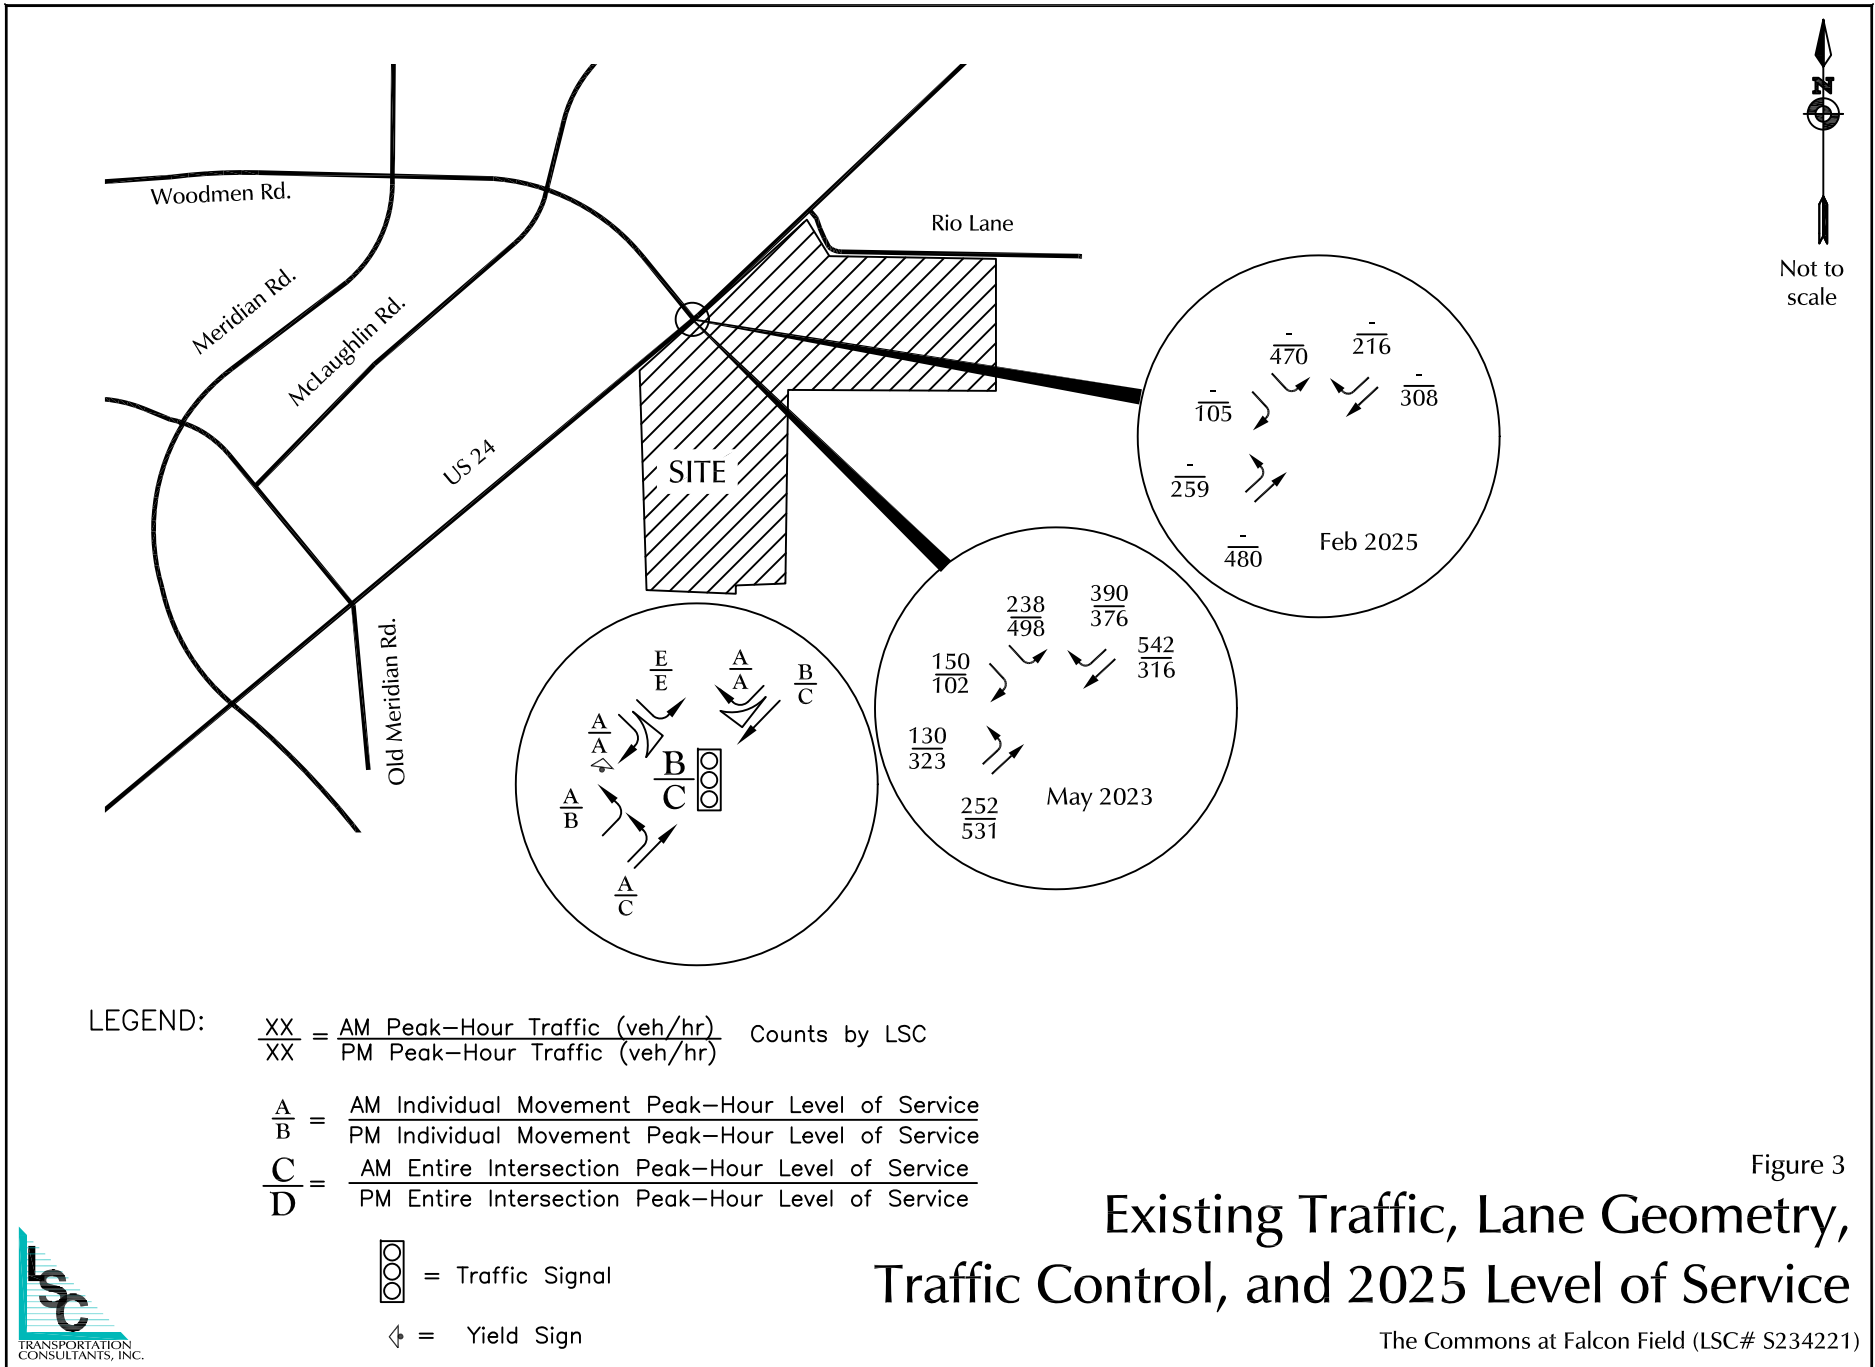 N
Not to
scale
Woodmen Rd.
Rio Lane
Meridian Rd.
McLaughlin Rd.
US 24
SITE
Old Meridian Rd.
-
470
-
216
-
308
-
105
-
259
-
480
Feb 2025
238
498
390
376
542
316
150
102
130
323
252
531
May 2023
E
E
A
A
B
C
A
A
B
C
A
B
A
C
LEGEND:
XX
XX
=
AM Peak-Hour Traffic (veh/hr)
PM Peak-Hour Traffic (veh/hr)
Counts by LSC
A
B
=
AM Individual Movement Peak-Hour Level of Service
PM Individual Movement Peak-Hour Level of Service
C
D
=
AM Entire Intersection Peak-Hour Level of Service
PM Entire Intersection Peak-Hour Level of Service
= Traffic Signal
= Yield Sign
Figure 3
Existing Traffic, Lane Geometry,
Traffic Control, and 2025 Level of Service
The Commons at Falcon Field (LSC# S234221)
LSC
TRANSPORTATION
CONSULTANTS, INC.